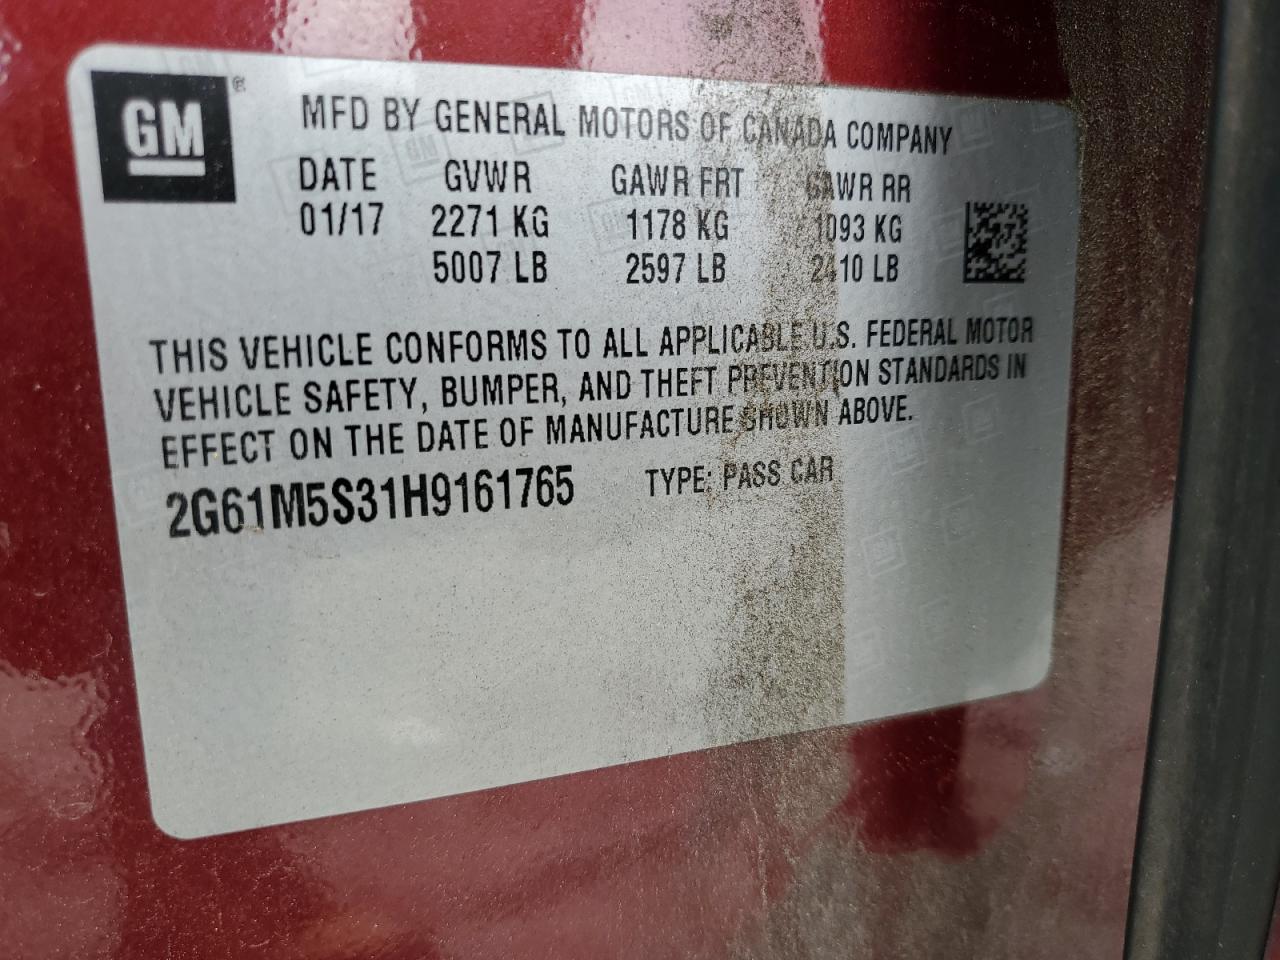 GM®
MFD BY GENERAL MOTORS OF CANADA COMPANY
DATE GVWR GAWR FRT GAWR RR
01/17 2271 KG 1178 KG 1093 KG
5007 LB 2597 LB 2410 LB
THIS VEHICLE CONFORMS TO ALL APPLICABLE U.S. FEDERAL MOTOR
VEHICLE SAFETY, BUMPER, AND THEFT PREVENTION STANDARDS IN
EFFECT ON THE DATE OF MANUFACTURE SHOWN ABOVE.
2G61M5S31H9161765 TYPE: PASS CAR